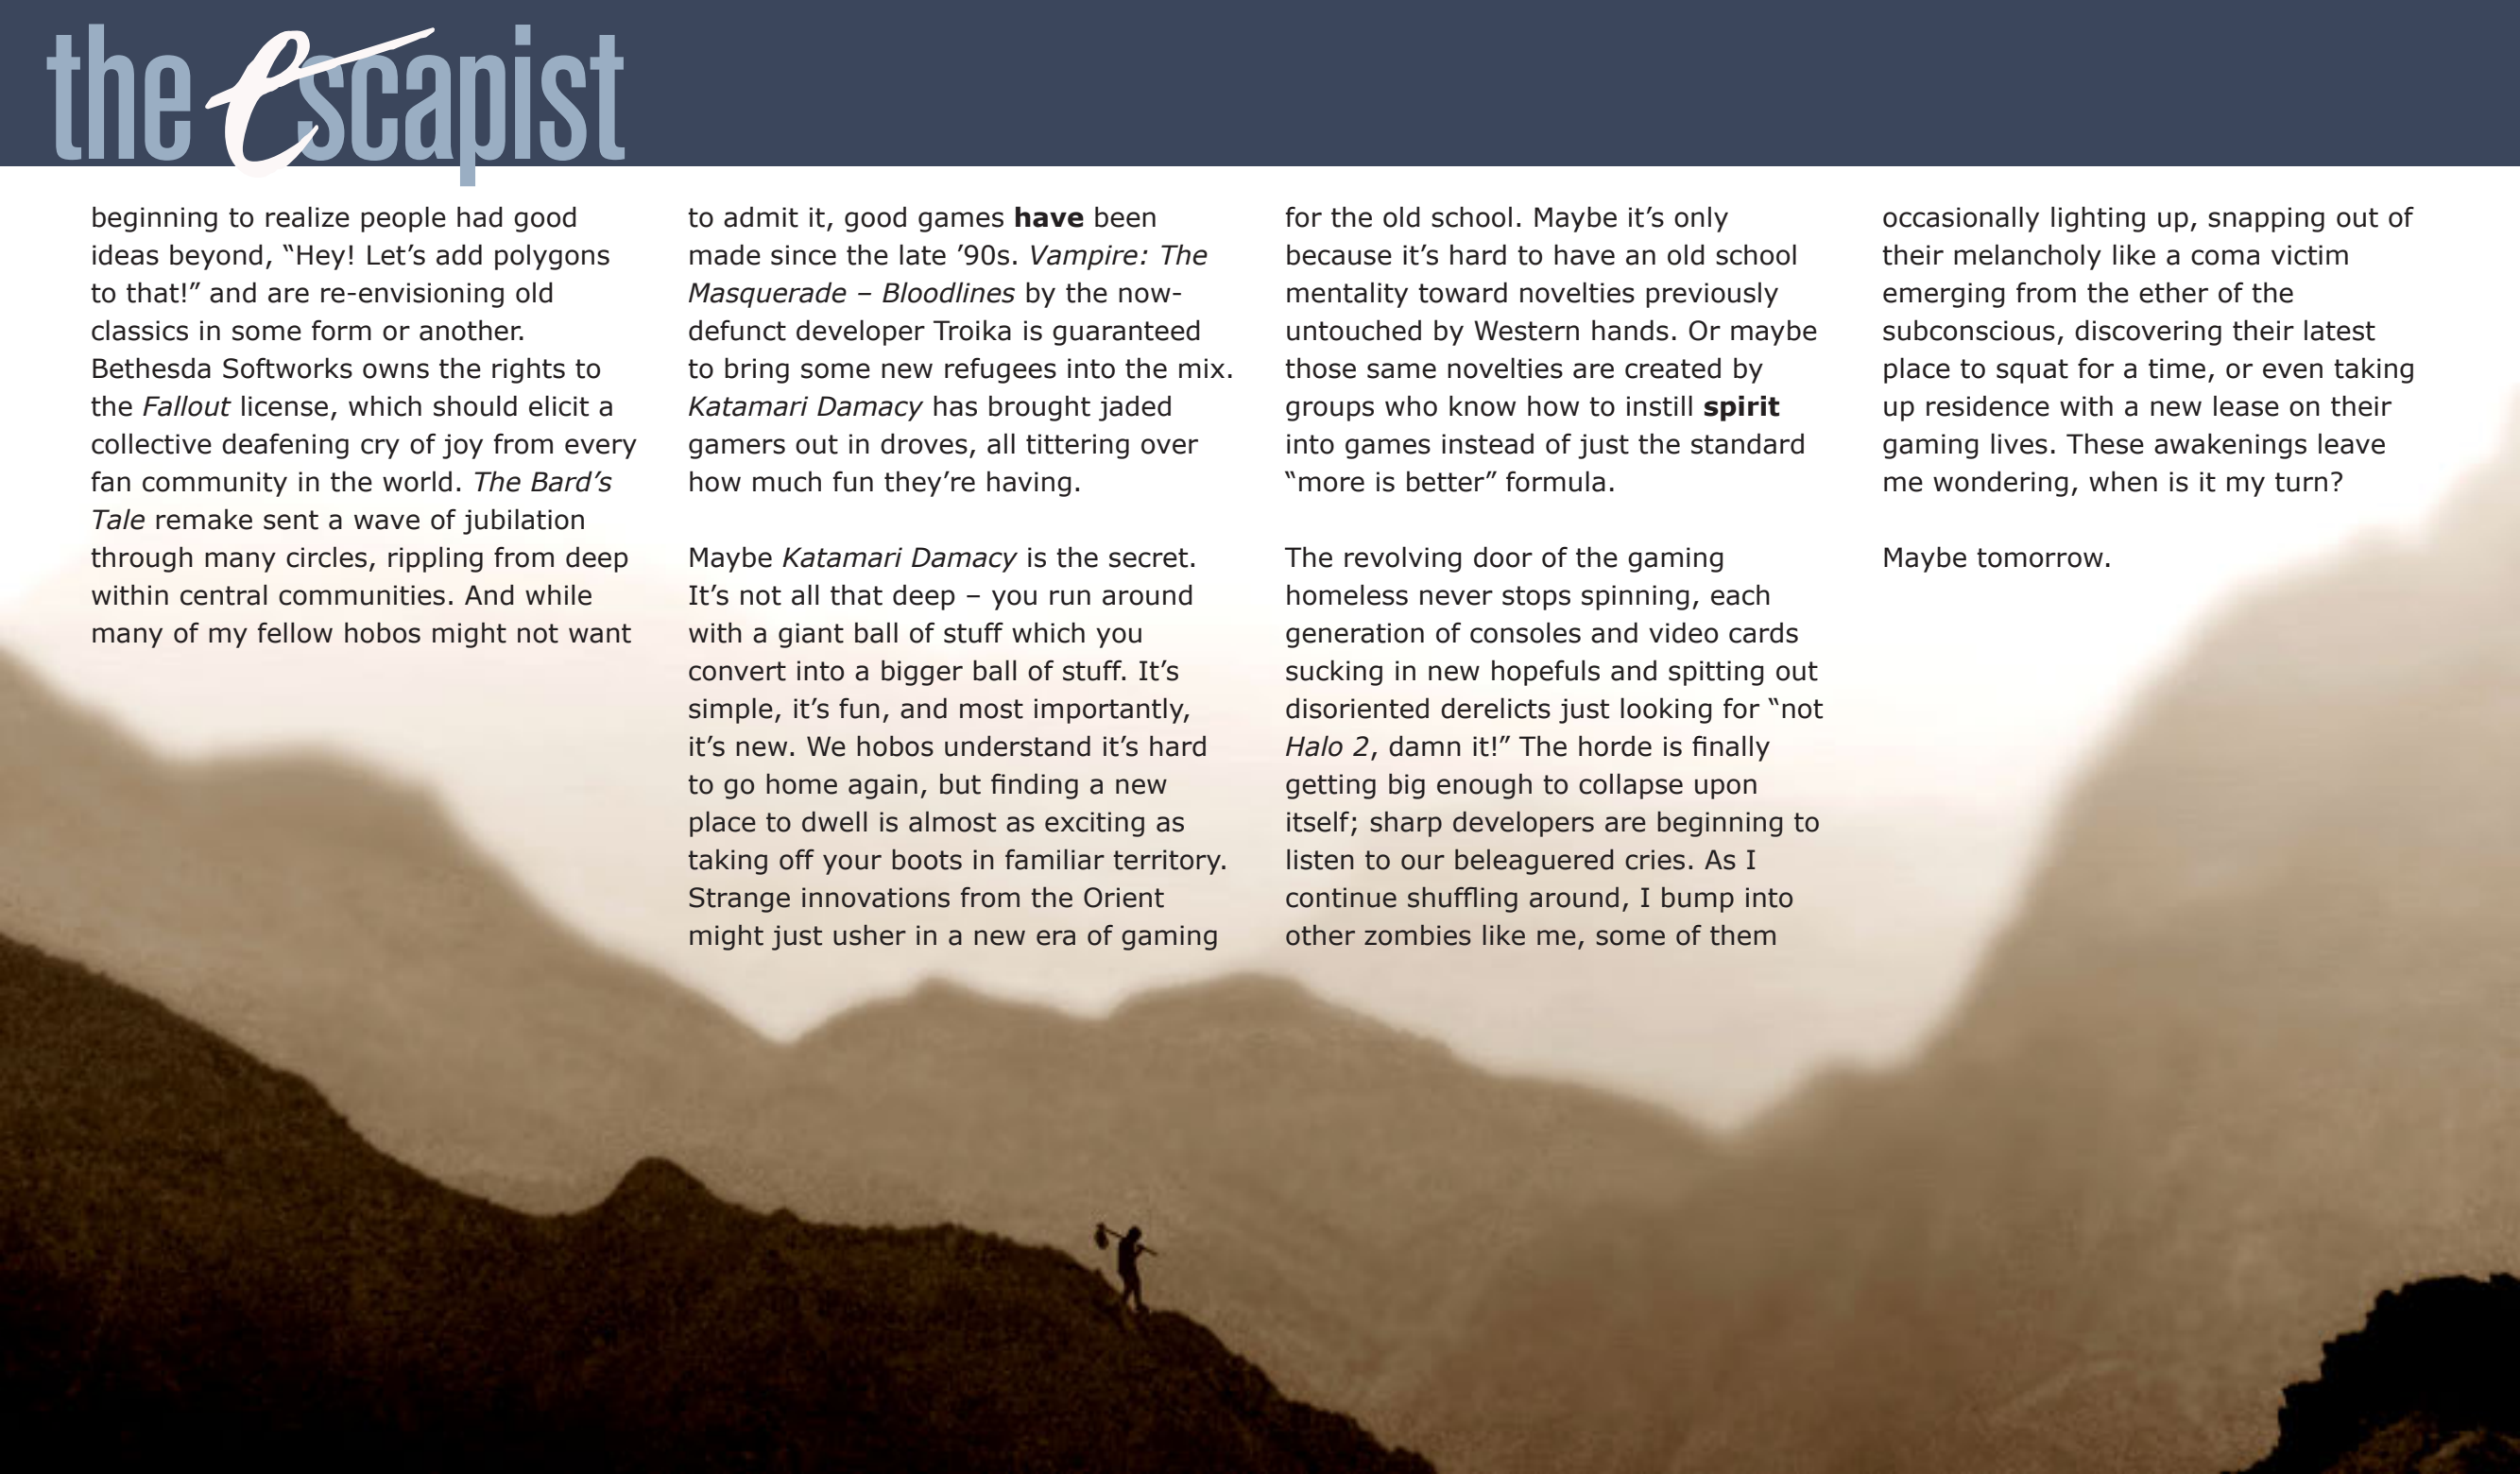 the escapist
beginning to realize people had good
ideas beyond, “Hey! Let’s add polygons
to that!” and are re-envisioning old
classics in some form or another.
Bethesda Softworks owns the rights to
the Fallout license, which should elicit a
collective deafening cry of joy from every
fan community in the world. The Bard’s
Tale remake sent a wave of jubilation
through many circles, rippling from deep
within central communities. And while
many of my fellow hobos might not want
to admit it, good games have been
made since the late ’90s. Vampire: The
Masquerade – Bloodlines by the now-
defunct developer Troika is guaranteed
to bring some new refugees into the mix.
Katamari Damacy has brought jaded
gamers out in droves, all tittering over
how much fun they’re having.
Maybe Katamari Damacy is the secret.
It’s not all that deep – you run around
with a giant ball of stuff which you
convert into a bigger ball of stuff. It’s
simple, it’s fun, and most importantly,
it’s new. We hobos understand it’s hard
to go home again, but finding a new
place to dwell is almost as exciting as
taking off your boots in familiar territory.
Strange innovations from the Orient
might just usher in a new era of gaming
for the old school. Maybe it’s only
because it’s hard to have an old school
mentality toward novelties previously
untouched by Western hands. Or maybe
those same novelties are created by
groups who know how to instill spirit
into games instead of just the standard
“more is better” formula.
The revolving door of the gaming
homeless never stops spinning, each
generation of consoles and video cards
sucking in new hopefuls and spitting out
disoriented derelicts just looking for “not
Halo 2, damn it!” The horde is finally
getting big enough to collapse upon
itself; sharp developers are beginning to
listen to our beleaguered cries. As I
continue shuffling around, I bump into
other zombies like me, some of them
occasionally lighting up, snapping out of
their melancholy like a coma victim
emerging from the ether of the
subconscious, discovering their latest
place to squat for a time, or even taking
up residence with a new lease on their
gaming lives. These awakenings leave
me wondering, when is it my turn?
Maybe tomorrow.